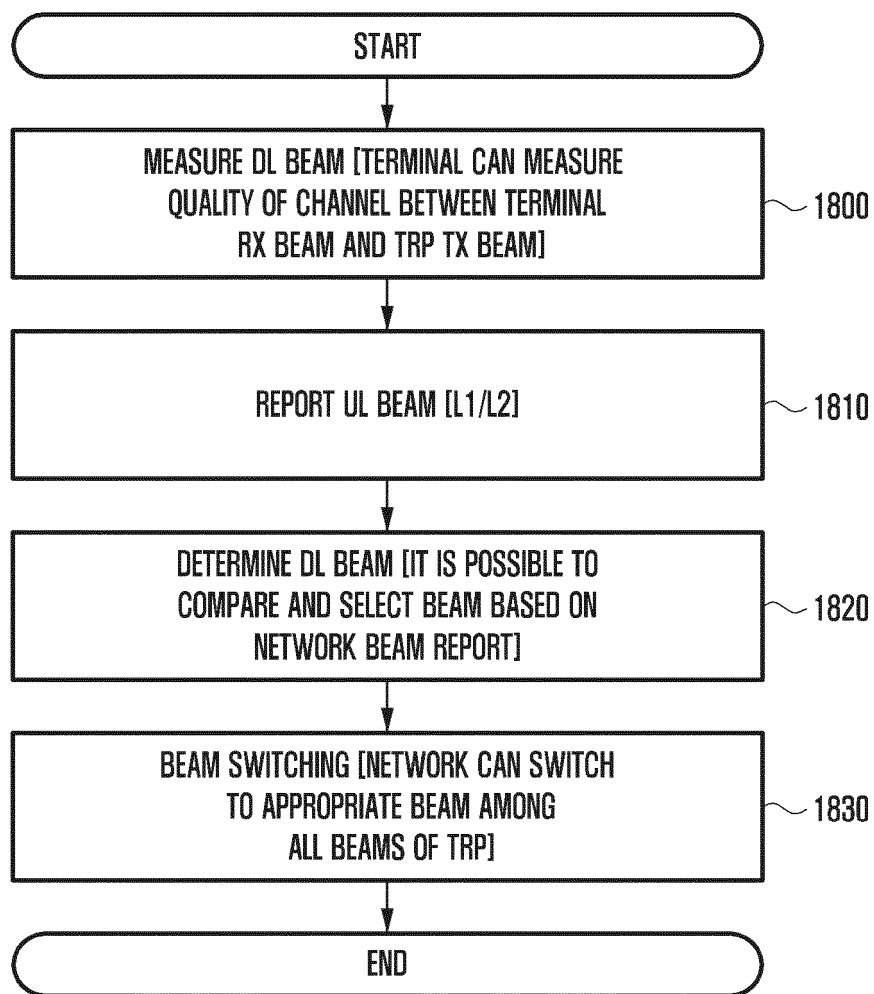 START
MEASURE DL BEAM [TERMINAL CAN MEASURE
QUALITY OF CHANNEL BETWEEN TERMINAL
RX BEAM AND TRP TX BEAM]
1800
REPORT UL BEAM [L1/L2]
1810
DETERMINE DL BEAM [IT IS POSSIBLE TO
COMPARE AND SELECT BEAM BASED ON
NETWORK BEAM REPORT]
1820
BEAM SWITCHING [NETWORK CAN SWITCH
TO APPROPRIATE BEAM AMONG
ALL BEAMS OF TRP]
1830
END